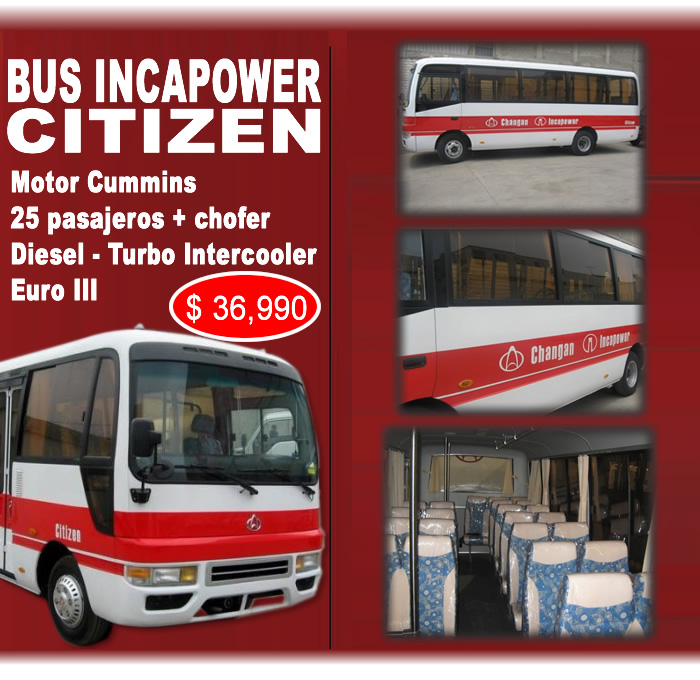 BUS INCAPOWER
CITIZEN
Motor Cummins
25 pasajeros + chofer
Diesel - Turbo Intercooler
Euro III
$ 36,990
Citizen
Changan Incapower
Citizen
Changan Incapower